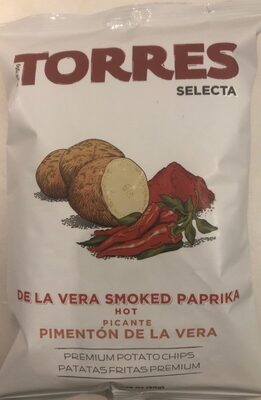 TORRES
SELECTA
DE LA VERA SMOKED PAPRIKA
HOT
PICANTE
PIMENTÓN DE LA VERA
PREMIUM POTATO CHIPS
PATATAS FRITAS PREMIUM